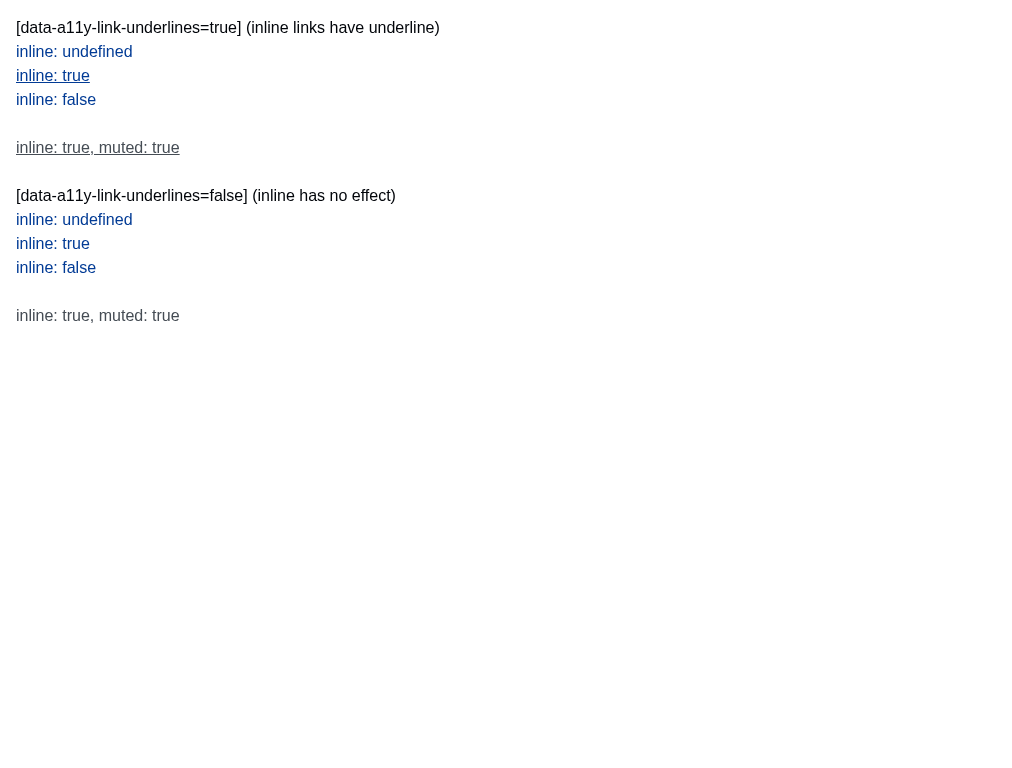 [data-a11y-link-underlines=true] (inline links have underline)
inline: undefined
inline: true
inline: false
inline: true, muted: true
[data-a11y-link-underlines=false] (inline has no effect)
inline: undefined
inline: true
inline: false
inline: true, muted: true